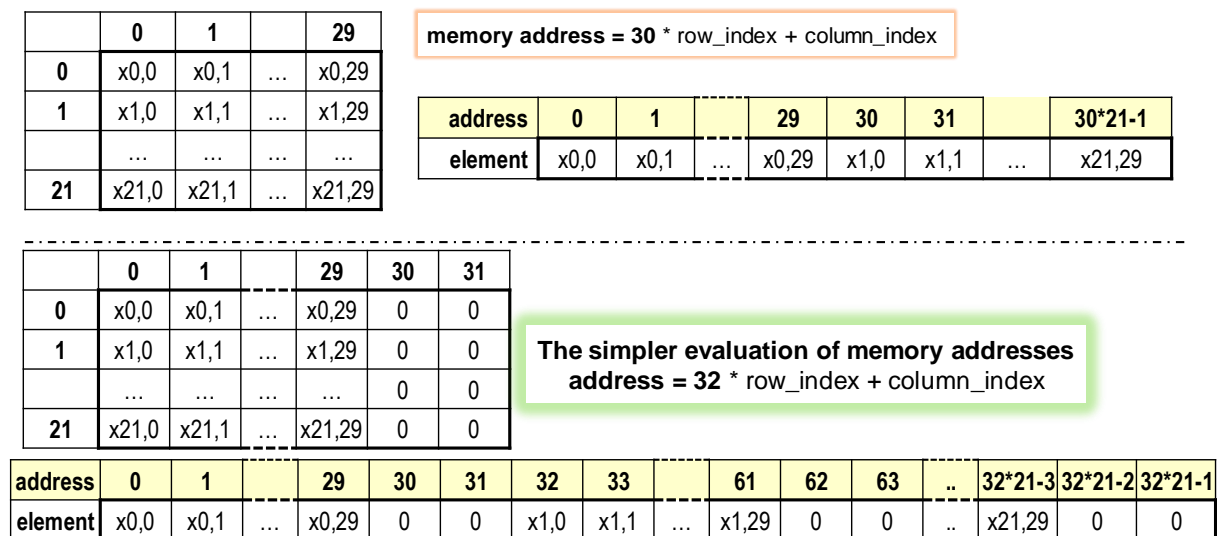 0 1 29
0 x0,0 x0,1 … x0,29
1 x1,0 x1,1 … x1,29
… … … …
21 x21,0 x21,1 … x21,29
memory address = 30 * row_index + column_index
address 0 1 29 30 31 30*21-1
element x0,0 x0,1 … x0,29 x1,0 x1,1 … x21,29
0 1 29 30 31
0 x0,0 x0,1 … x0,29 0 0
1 x1,0 x1,1 … x1,29 0 0
… … … … 0 0
21 x21,0 x21,1 … x21,29 0 0
The simpler evaluation of memory addresses
address = 32 * row_index + column_index
address 0 1 29 30 31 32 33 61 62 63 .. 32*21-3 32*21-2 32*21-1
element x0,0 x0,1 … x0,29 0 0 x1,0 x1,1 … x1,29 0 0 .. x21,29 0 0